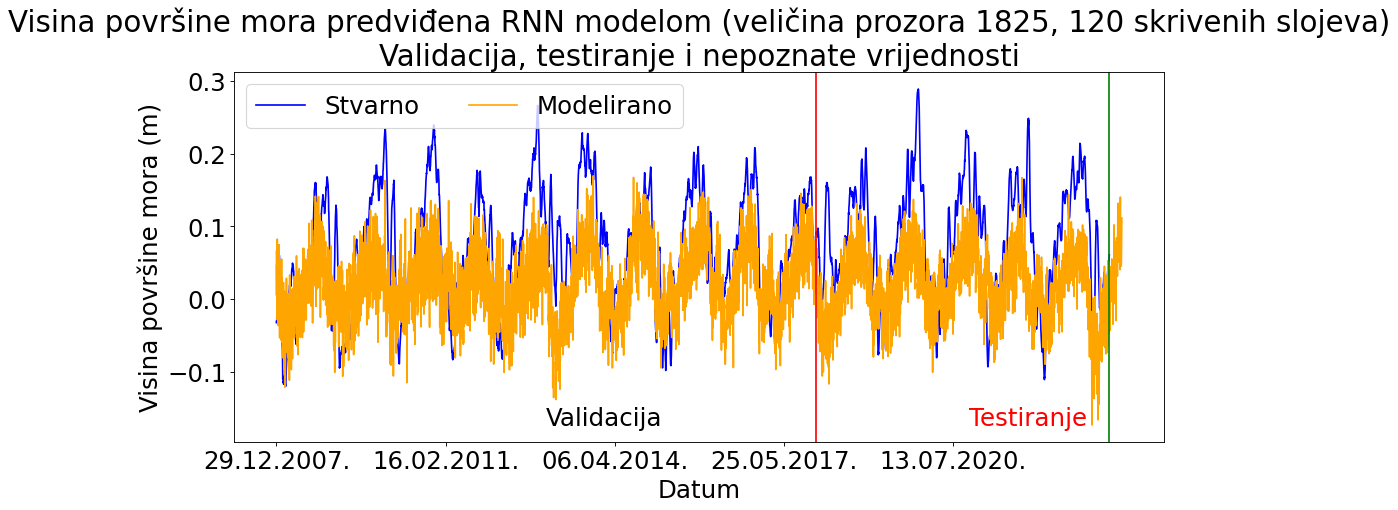 Visina površine mora predviđena RNN modelom (veličina prozora 1825, 120 skrivenih slojeva)
Validacija, testiranje i nepoznate vrijednosti
Stvarno Modelirano
Visina površine mora (m)
0.3
0.2
0.1
0.0
−0.1
Validacija
Testiranje
29.12.2007. 16.02.2011. 06.04.2014. 25.05.2017. 13.07.2020.
Datum